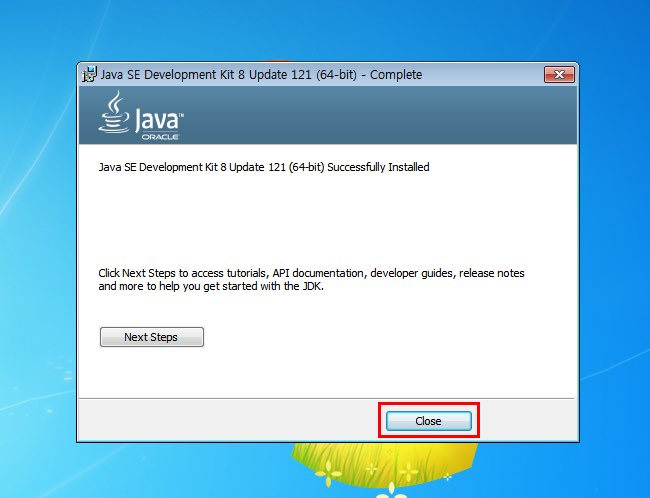 Java SE Development Kit 8 Update 121 (64-bit) - Complete
Java™
ORACLE
Java SE Development Kit 8 Update 121 (64-bit) Successfully Installed
Click Next Steps to access tutorials, API documentation, developer guides, release notes
and more to help you get started with the JDK.
Next Steps
Close